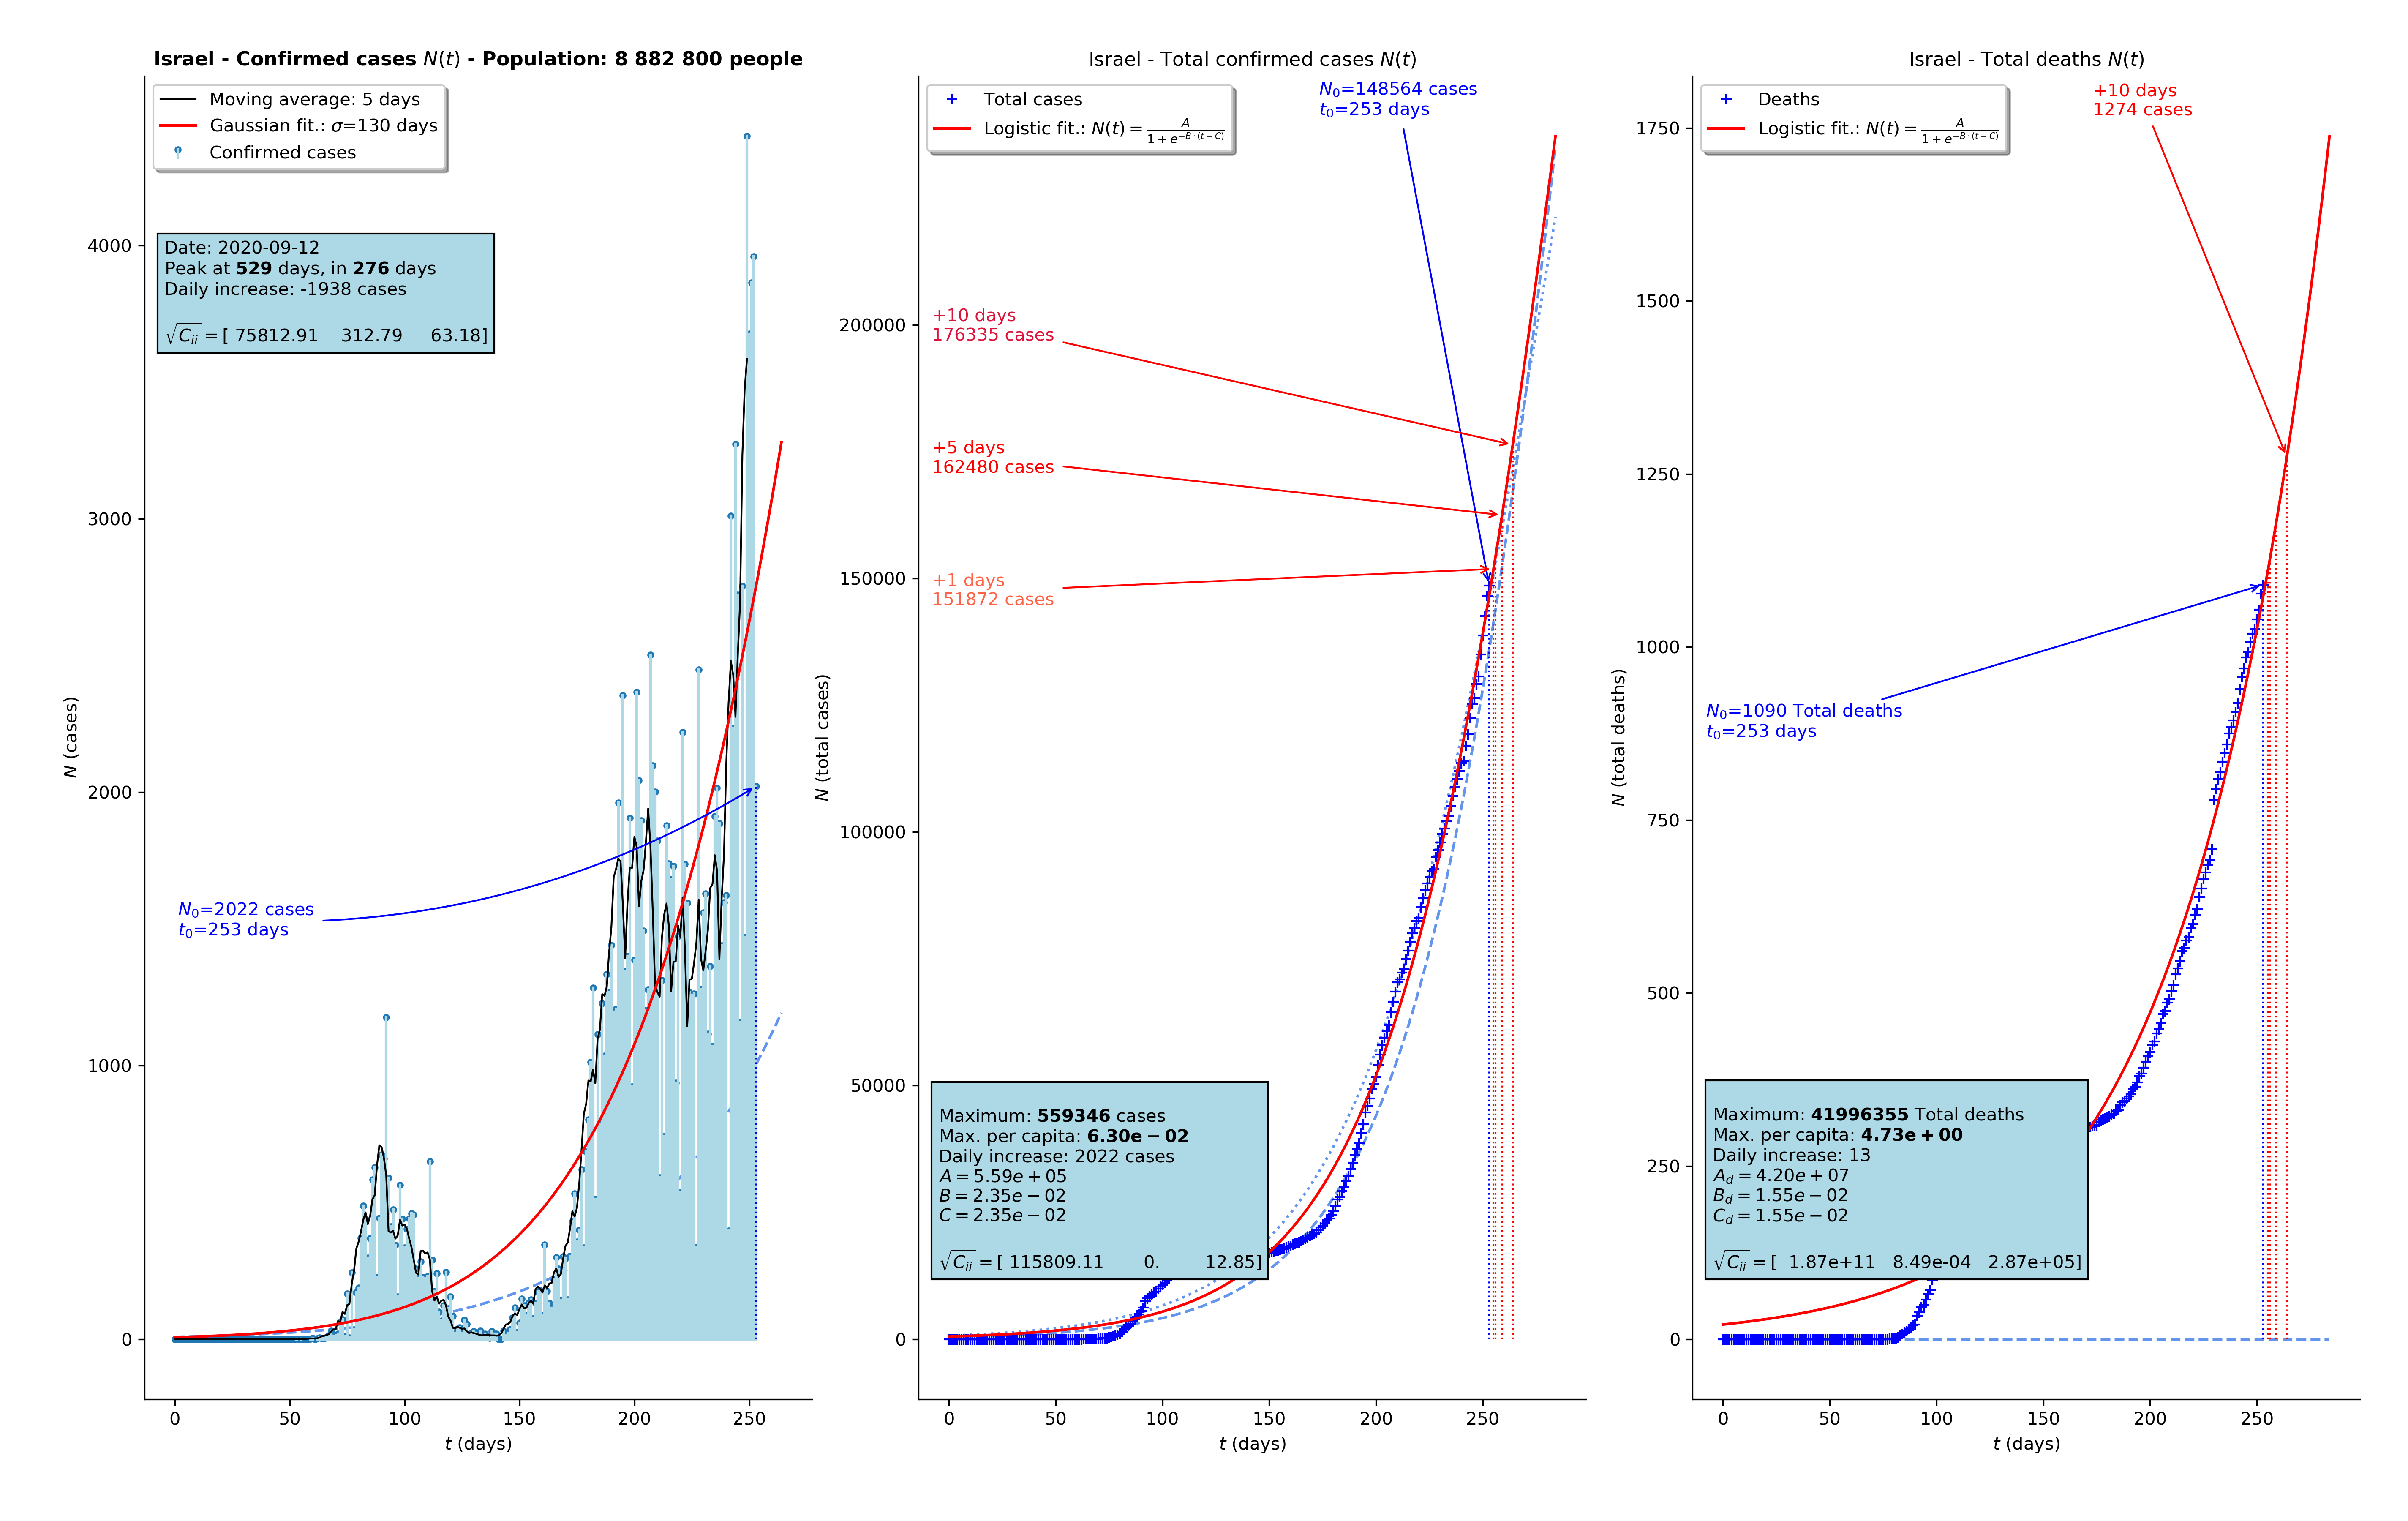 Israel - Confirmed cases N(t) - Population: 8 882 800 people
Moving average: 5 days
Gaussian fit.: σ=130 days
Confirmed cases
Date: 2020-09-12
Peak at 529 days, in 276 days
Daily increase: -1938 cases
√Cᵢᵢ = [ 75812.91 312.79 63.18]
N₀=2022 cases
t₀=253 days
4000
3000
2000
1000
0
N (cases)
0 50 100 150 200 250
t (days)
Israel - Total confirmed cases N(t)
Total cases
Logistic fit.: N(t) = A / (1 + e^(−B·(t−C)))
N₀=148564 cases
t₀=253 days
+10 days
176335 cases
+5 days
162480 cases
+1 days
151872 cases
Maximum: 559346 cases
Max. per capita: 6.30e − 02
Daily increase: 2022 cases
A = 5.59e + 05
B = 2.35e − 02
C = 2.35e − 02
√Cᵢᵢ = [ 115809.11 0. 12.85]
200000
150000
100000
50000
0
N (total cases)
0 50 100 150 200 250
t (days)
Israel - Total deaths N(t)
Deaths
Logistic fit.: N(t) = A / (1 + e^(−B·(t−C)))
+10 days
1274 cases
N₀=1090 Total deaths
t₀=253 days
Maximum: 41996355 Total deaths
Max. per capita: 4.73e + 00
Daily increase: 13
A_d = 4.20e + 07
B_d = 1.55e − 02
C_d = 1.55e − 02
√Cᵢᵢ = [ 1.87e+11 8.49e-04 2.87e+05]
1750
1500
1250
1000
750
500
250
0
N (total deaths)
0 50 100 150 200 250
t (days)